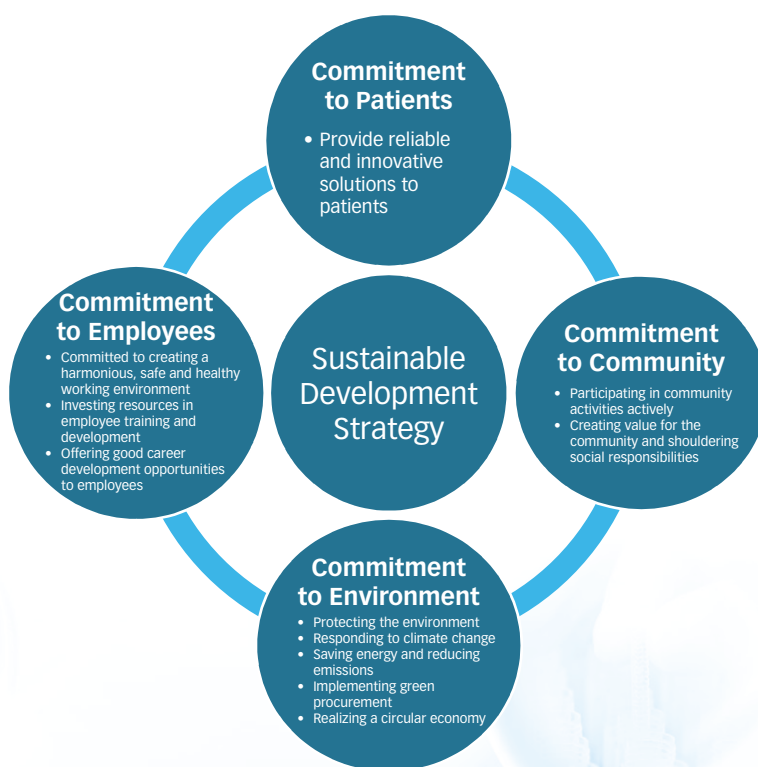 Commitment
to Patients
• Provide reliable
and innovative
solutions to
patients
Commitment
to Employees
• Committed to creating a
harmonious, safe and healthy
working environment
• Investing resources in
employee training and
development
• Offering good career
development opportunities
to employees
Sustainable
Development
Strategy
Commitment
to Community
• Participating in community
activities actively
• Creating value for the
community and shouldering
social responsibilities
Commitment
to Environment
• Protecting the environment
• Responding to climate change
• Saving energy and reducing
emissions
• Implementing green
procurement
• Realizing a circular economy